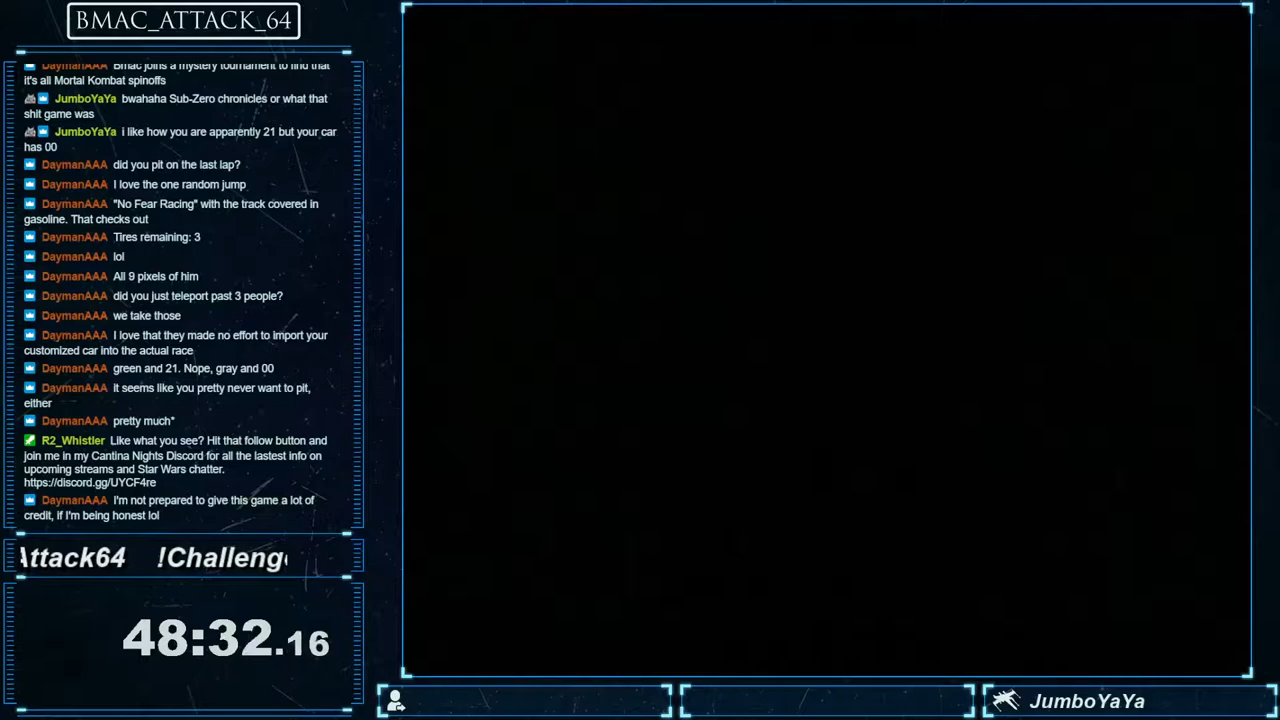 BMAC_ATTACK_64
DaymanAAA Bmac joins a mystery tournament to find that
it's all Mortal Kombat spinoffs
JumboYaYa bwahaha Sub-Zero chronicles or what that
shit game was
JumboYaYa i like how you are apparently 21 but your car
has 00
DaymanAAA did you pit on the last lap?
DaymanAAA I love the one random jump
DaymanAAA "No Fear Racing" with the track covered in
gasoline. That checks out
DaymanAAA Tires remaining: 3
DaymanAAA lol
DaymanAAA All 9 pixels of him
DaymanAAA did you just teleport past 3 people?
DaymanAAA we take those
DaymanAAA I love that they made no effort to import your
customized car into the actual race
DaymanAAA green and 21. Nope, gray and 00
DaymanAAA it seems like you pretty never want to pit,
either
DaymanAAA pretty much*
R2_Whistler Like what you see? Hit that follow button and
join me in my Cantina Nights Discord for all the lastest info on
upcoming streams and Star Wars chatter.
https://discord.gg/UYCF4re
DaymanAAA I'm not prepared to give this game a lot of
credit, if I'm being honest lol
Attack64 !Challenge
48:32.16
JumboYaYa